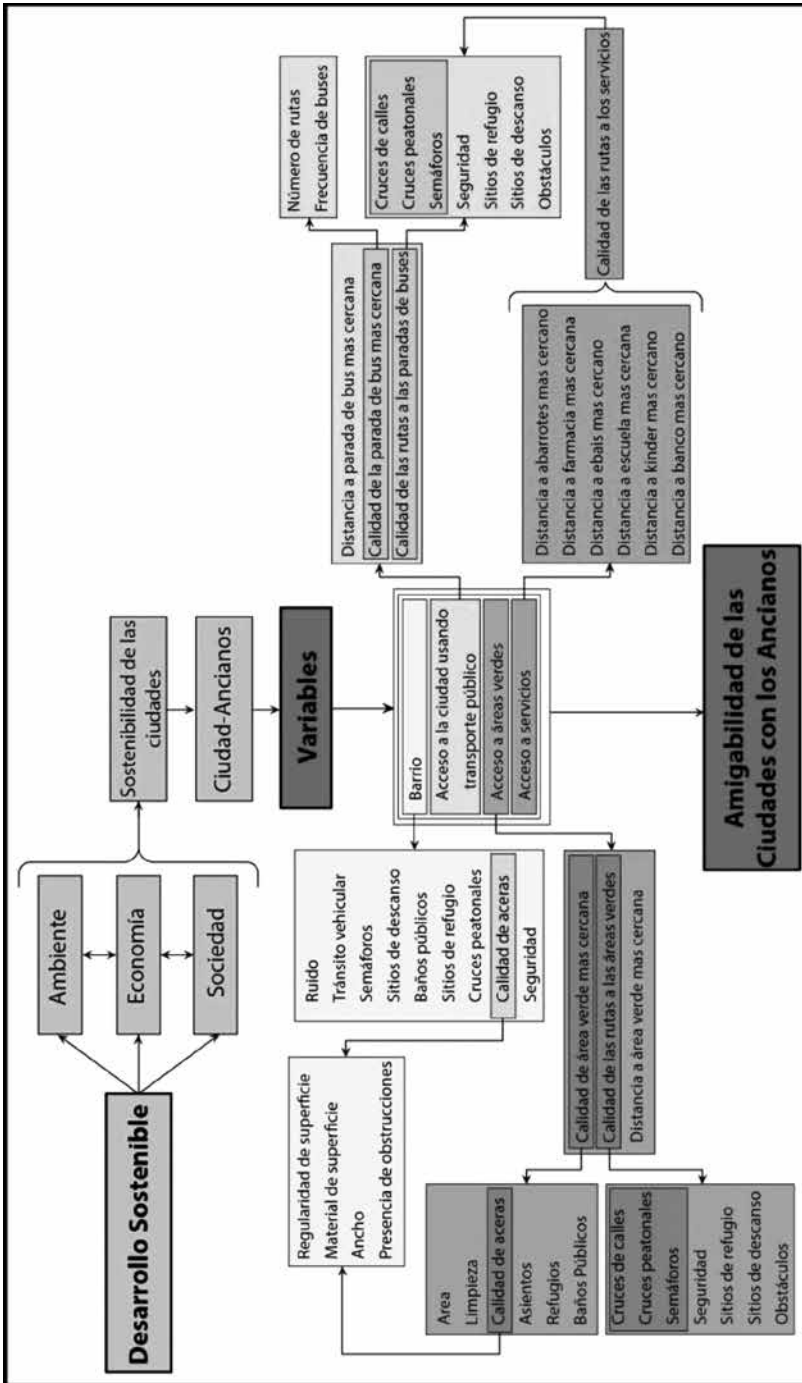 Desarrollo Sostenible
Ambiente
Economía
Sociedad
Sostenibilidad de las
ciudades
Ciudad-Ancianos
Variables
Barrio
Acceso a la ciudad usando
transporte público
Acceso a áreas verdes
Acceso a servicios
Ruido
Tránsito vehicular
Semáforos
Sitios de descanso
Baños públicos
Sitios de refugio
Cruces peatonales
Calidad de aceras
Seguridad
Regularidad de superficie
Material de superficie
Ancho
Presencia de obstrucciones
Distancia a parada de bus mas cercana
Calidad de la parada de bus mas cercana
Calidad de las rutas a las paradas de buses
Número de rutas
Frecuencia de buses
Cruces de calles
Cruces peatonales
Semáforos
Seguridad
Sitios de refugio
Sitios de descanso
Obstáculos
Calidad de área verde mas cercana
Calidad de las rutas a las áreas verdes
Distancia a área verde mas cercana
Area
Limpieza
Calidad de aceras
Asientos
Refugios
Baños Públicos
Cruces de calles
Cruces peatonales
Semáforos
Seguridad
Sitios de refugio
Sitios de descanso
Obstáculos
Distancia a abarrotes mas cercano
Distancia a farmacia mas cercana
Distancia a ebais mas cercano
Distancia a escuela mas cercana
Distancia a kinder mas cercano
Distancia a banco mas cercano
Calidad de las rutas a los servicios
Amigabilidad de las
Ciudades con los Ancianos